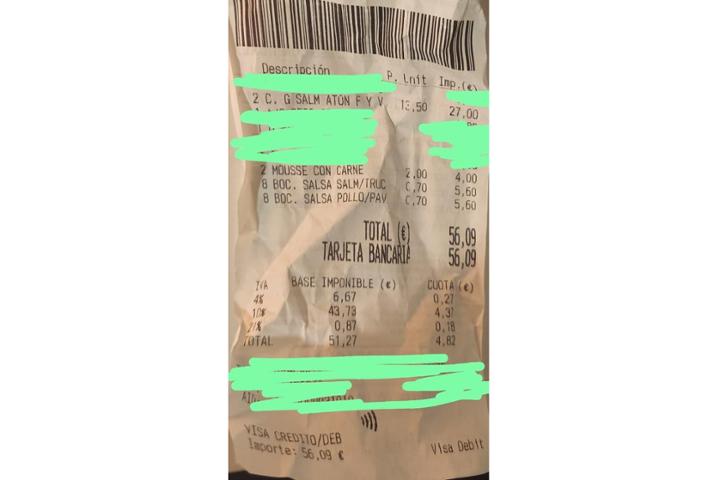 Descripción P. Unit Imp.(€)
2 C. G SALM ATÓN F Y V 13,50 27,00
2 MOUSSE CON CARNE 2,00 4,00
8 BOC. SALSA SALM/TRUC 0,70 5,60
8 BOC. SALSA POLLO/PAV 0,70 5,60
TOTAL (€) 56,09
TARJETA BANCARIA 56,09
IVA BASE IMPONIBLE (€) CUOTA (€)
4% 6,67 0,27
10% 43,73 4,37
21% 0,87 0,18
TOTAL 51,27 4,82
VISA CREDITO/DEB Visa Debit
Importe: 56,09 €